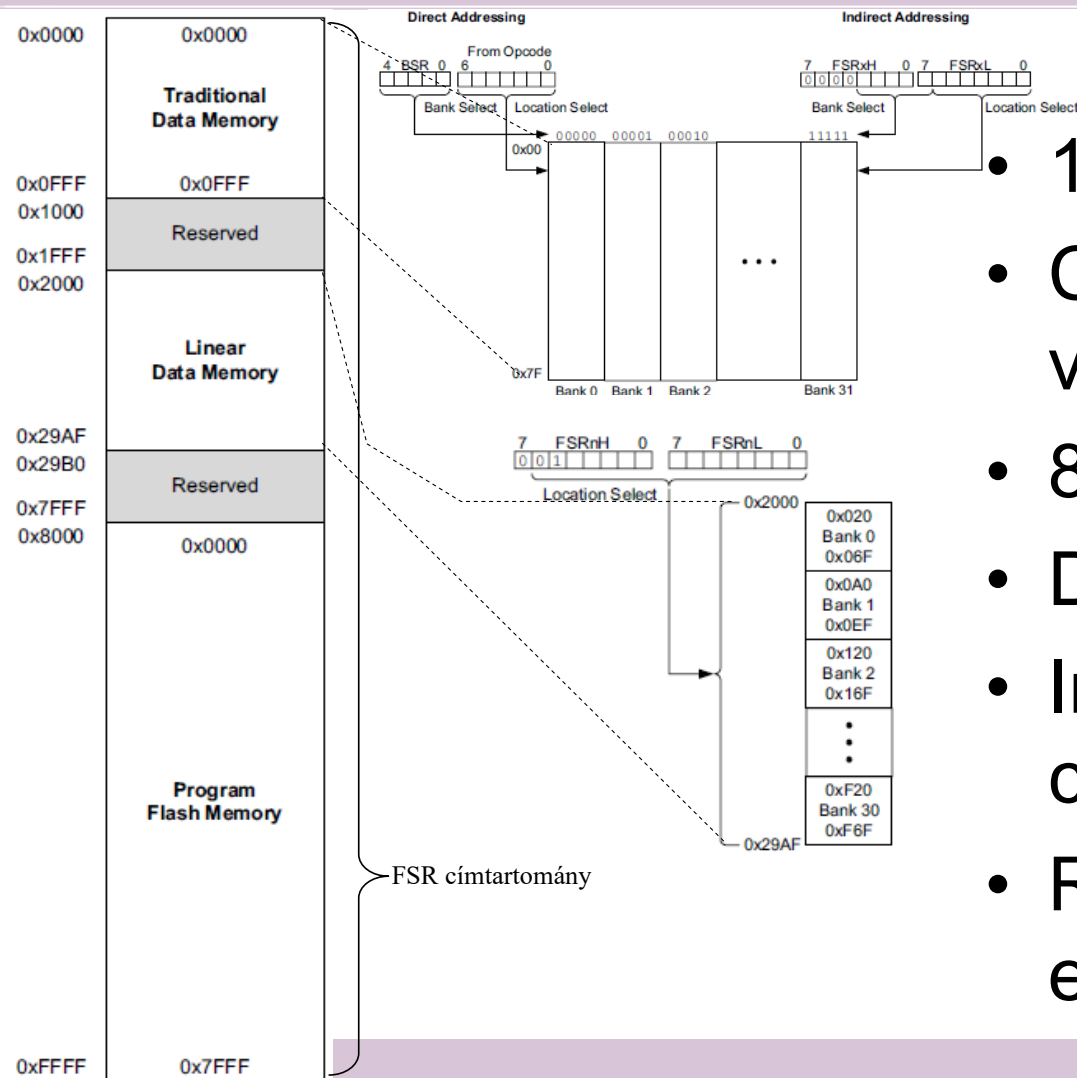 0x0000
0x0000
Traditional
Data Memory
0x0FFF
0x0FFF
0x1000
Reserved
0x1FFF
0x2000
Linear
Data Memory
0x29AF
0x29B0
Reserved
0x7FFF
0x8000
0x0000
Program
Flash Memory
0xFFFF
0x7FFF
FSR címtartomány
Direct Addressing
From Opcode
4 BSR 0 6 0
Bank Select Location Select
Indirect Addressing
7 FSRxH 0 7 FSRxL 0
0 0 0 0
Bank Select Location Select
00000 00001 00010 11111
0x00
...
0x7F
Bank 0 Bank 1 Bank 2 Bank 31
7 FSRnH 0 7 FSRnL 0
0 0 1
Location Select
0x2000
0x020
Bank 0
0x06F
0x0A0
Bank 1
0x0EF
0x120
Bank 2
0x16F
0xF20
Bank 30
0xF6F
0x29AF
• 1
•
v
• 8
• D
•
•
e